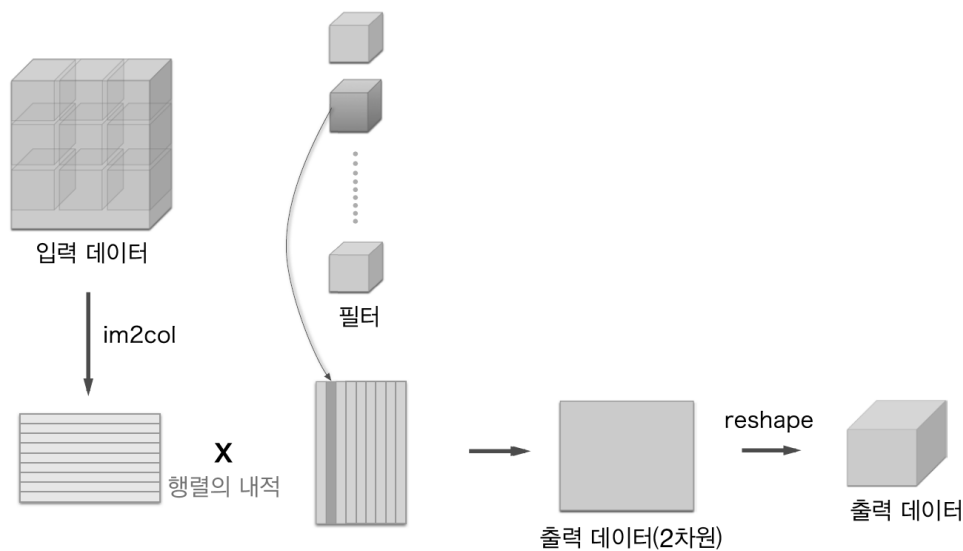 입력 데이터
필터
im2col
X
행렬의 내적
reshape
출력 데이터(2차원)
출력 데이터